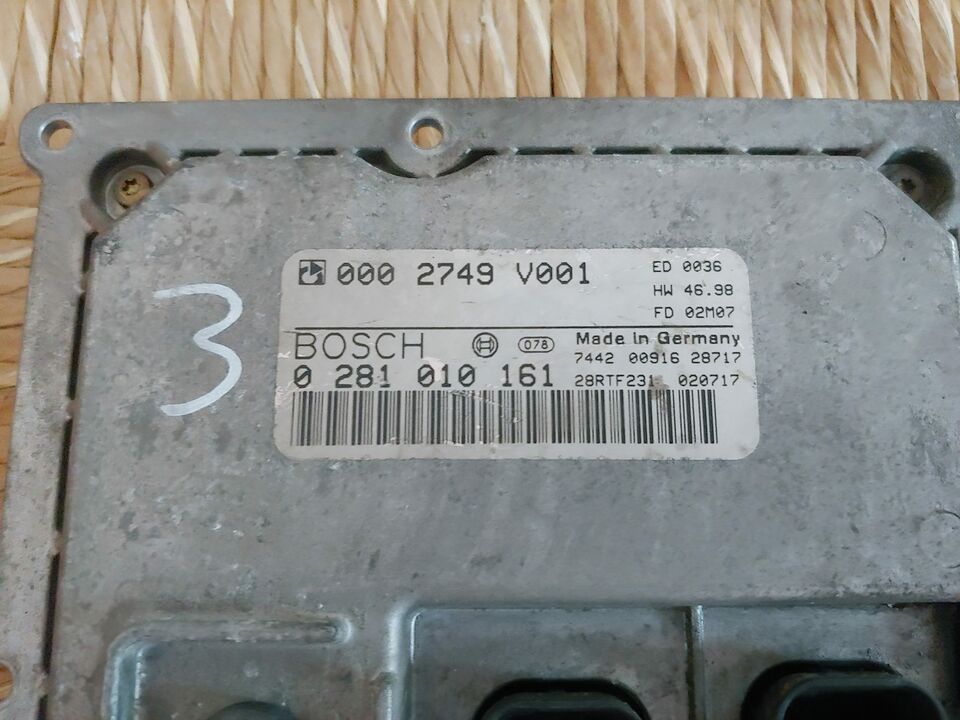 000 2749 V001
ED 0036
HW 46.98
FD 02M07
BOSCH
078
Made in Germany
7442 00916 28717
0 281 010 161
28RTF231 020717
3